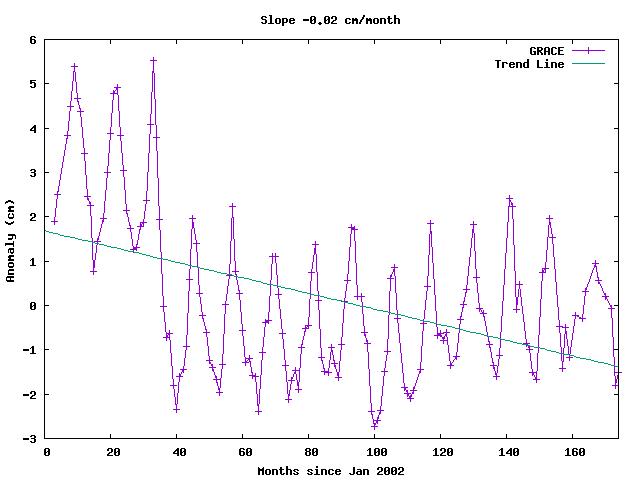 Slope -0.02 cm/month
GRACE
Trend Line
6
5
4
3
2
1
0
-1
-2
-3
Anomaly (cm)
0 20 40 60 80 100 120 140 160
Months since Jan 2002